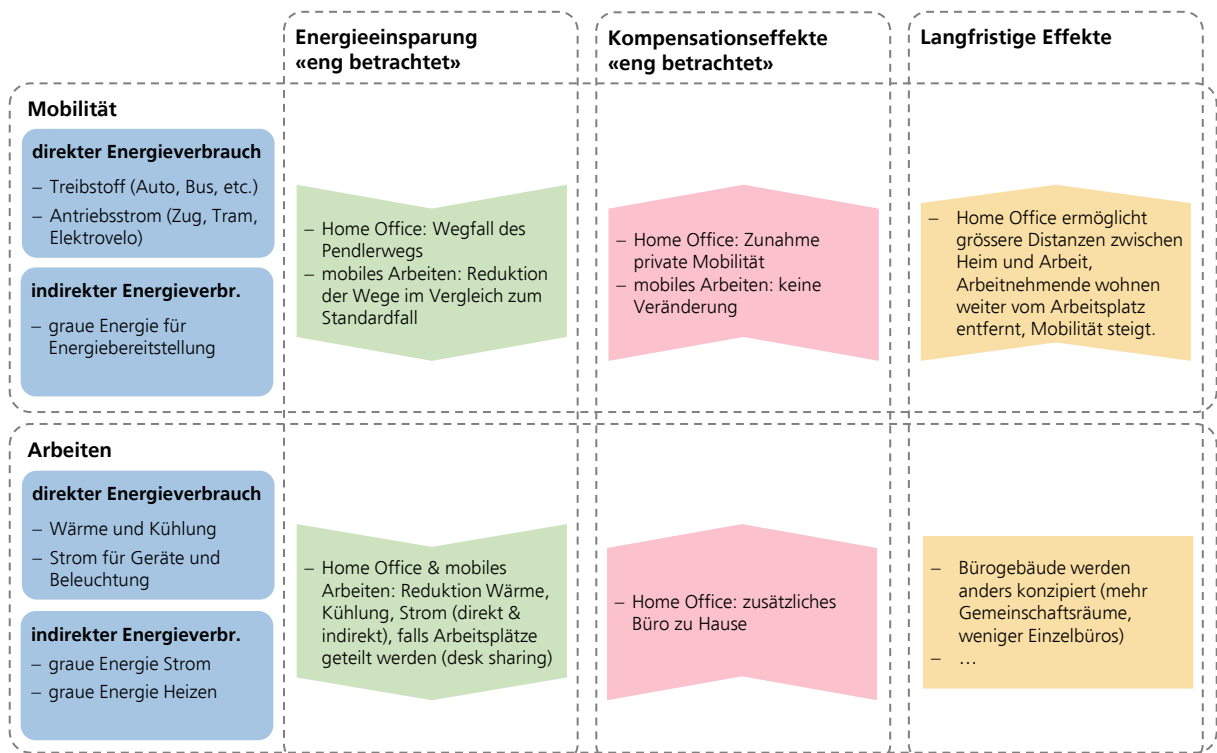 Energieeinsparung
«eng betrachtet»
Kompensationseffekte
«eng betrachtet»
Langfristige Effekte
Mobilität
direkter Energieverbrauch
– Treibstoff (Auto, Bus, etc.)
– Antriebsstrom (Zug, Tram,
Elektrovelo)
indirekter Energieverbr.
– graue Energie für
Energiebereitstellung
– Home Office: Wegfall des
Pendlerwegs
– mobiles Arbeiten: Reduktion
der Wege im Vergleich zum
Standardfall
– Home Office: Zunahme
private Mobilität
– mobiles Arbeiten: keine
Veränderung
– Home Office ermöglicht
grössere Distanzen zwischen
Heim und Arbeit,
Arbeitnehmende wohnen
weiter vom Arbeitsplatz
entfernt, Mobilität steigt.
Arbeiten
direkter Energieverbrauch
– Wärme und Kühlung
– Strom für Geräte und
Beleuchtung
indirekter Energieverbr.
– graue Energie Strom
– graue Energie Heizen
– Home Office & mobiles
Arbeiten: Reduktion Wärme,
Kühlung, Strom (direkt &
indirekt), falls Arbeitsplätze
geteilt werden (desk sharing)
– Home Office: zusätzliches
Büro zu Hause
– Bürogebäude werden
anders konzipiert (mehr
Gemeinschaftsräume,
weniger Einzelbüros)
– …